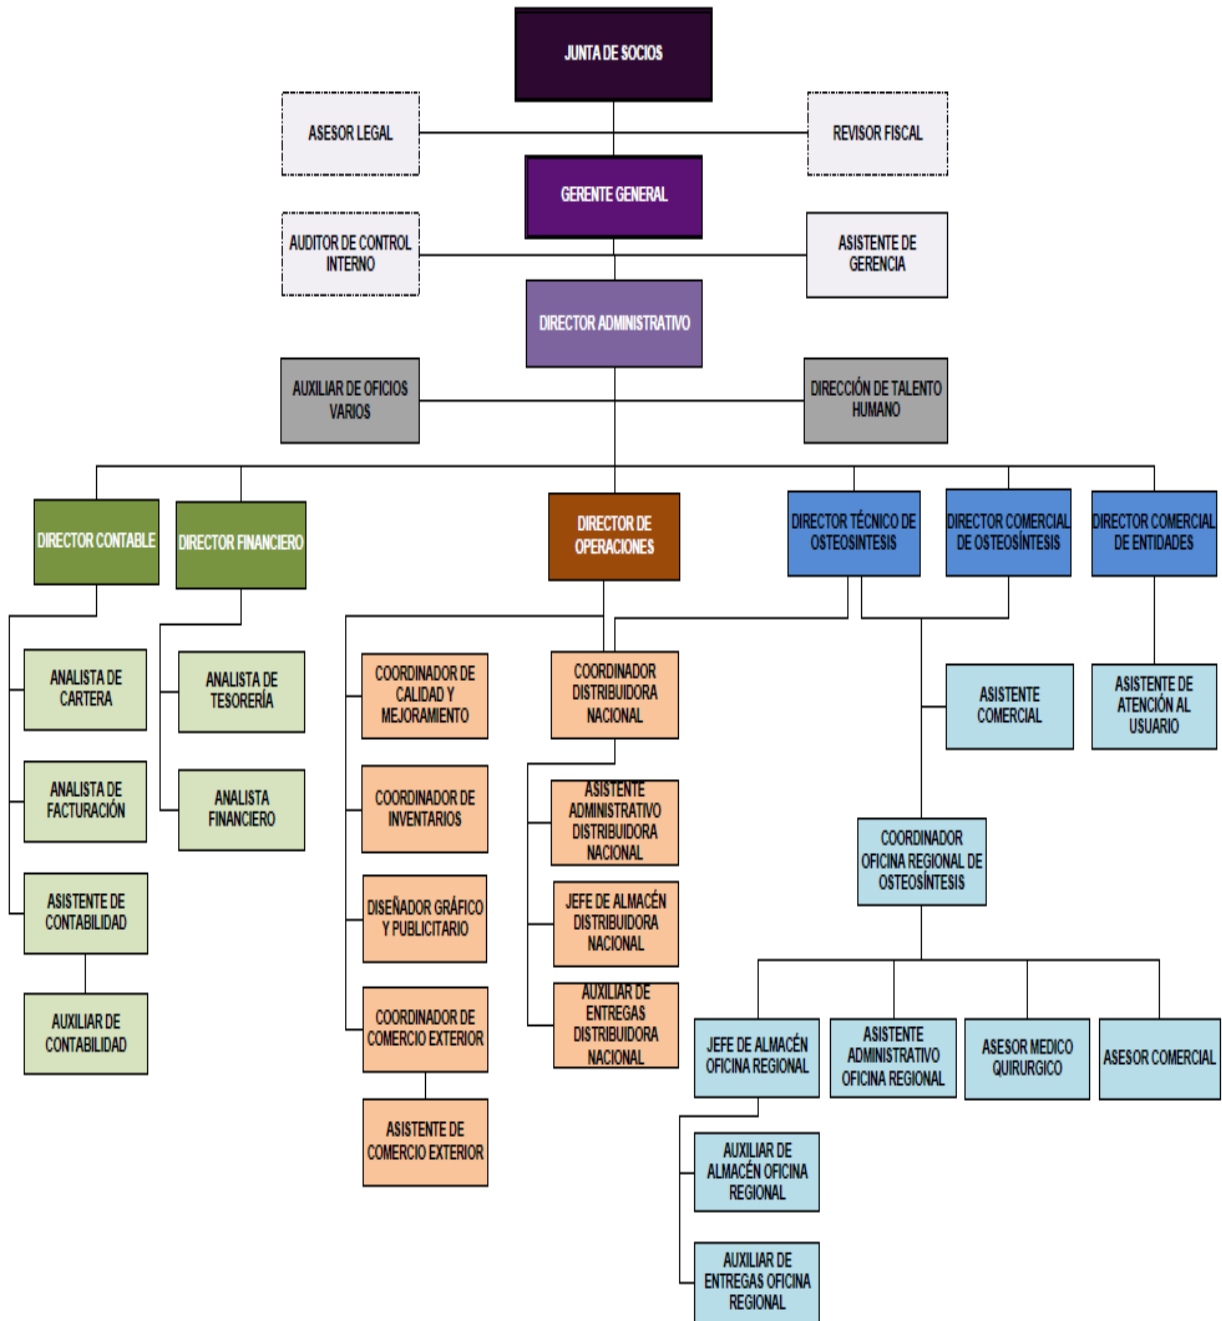 JUNTA DE SOCIOS
ASESOR LEGAL
REVISOR FISCAL
GERENTE GENERAL
AUDITOR DE CONTROL
INTERNO
ASISTENTE DE
GERENCIA
DIRECTOR ADMINISTRATIVO
AUXILIAR DE OFICIOS
VARIOS
DIRECCIÓN DE TALENTO
HUMANO
DIRECTOR CONTABLE
DIRECTOR FINANCIERO
DIRECTOR DE
OPERACIONES
DIRECTOR TÉCNICO DE
OSTEOSINTESIS
DIRECTOR COMERCIAL
DE OSTEOSÍNTESIS
DIRECTOR COMERCIAL
DE ENTIDADES
ANALISTA DE
CARTERA
ANALISTA DE
TESORERÍA
COORDINADOR DE
CALIDAD Y
MEJORAMIENTO
COORDINADOR
DISTRIBUIDORA
NACIONAL
ASISTENTE
COMERCIAL
ASISTENTE DE
ATENCIÓN AL
USUARIO
ANALISTA DE
FACTURACIÓN
ANALISTA
FINANCIERO
COORDINADOR DE
INVENTARIOS
ASISTENTE
ADMINISTRATIVO
DISTRIBUIDORA
NACIONAL
COORDINADOR
OFICINA REGIONAL DE
OSTEOSÍNTESIS
ASISTENTE DE
CONTABILIDAD
DISEÑADOR GRÁFICO
Y PUBLICITARIO
JEFE DE ALMACÉN
DISTRIBUIDORA
NACIONAL
AUXILIAR DE
CONTABILIDAD
COORDINADOR DE
COMERCIO EXTERIOR
AUXILIAR DE
ENTREGAS
DISTRIBUIDORA
NACIONAL
JEFE DE ALMACÉN
OFICINA REGIONAL
ASISTENTE
ADMINISTRATIVO
OFICINA REGIONAL
ASESOR MEDICO
QUIRURGICO
ASESOR COMERCIAL
ASISTENTE DE
COMERCIO EXTERIOR
AUXILIAR DE
ALMACÉN OFICINA
REGIONAL
AUXILIAR DE
ENTREGAS OFICINA
REGIONAL